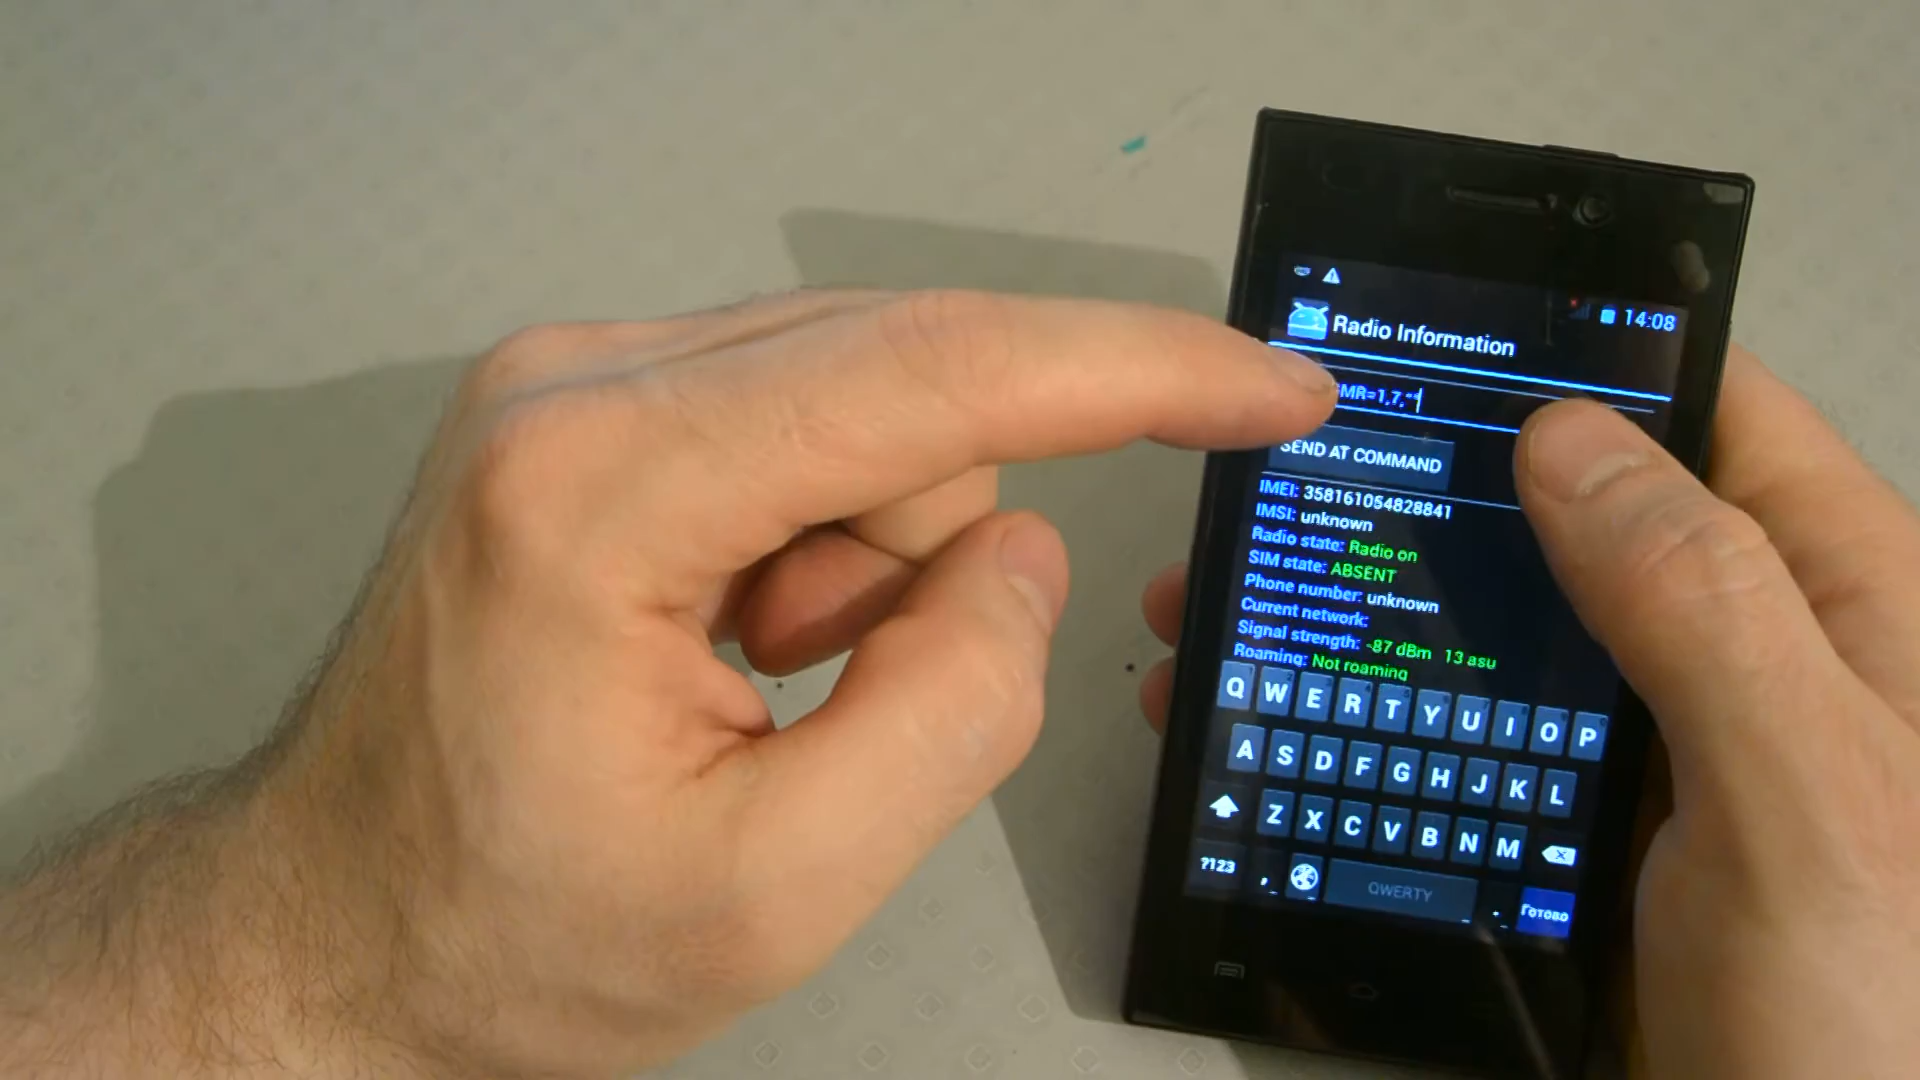 14:08
Radio Information
MR=1,7,"
SEND AT COMMAND
IMEI: 358161054828841
IMSI: unknown
Radio state: Radio on
SIM state: ABSENT
Phone number: unknown
Current network:
Signal strength: -87 dBm 13 asu
Roaming: Not roaming
Q W E R T Y U I O P
A S D F G H J K L
Z X C V B N M
?123 , QWERTY . Готово